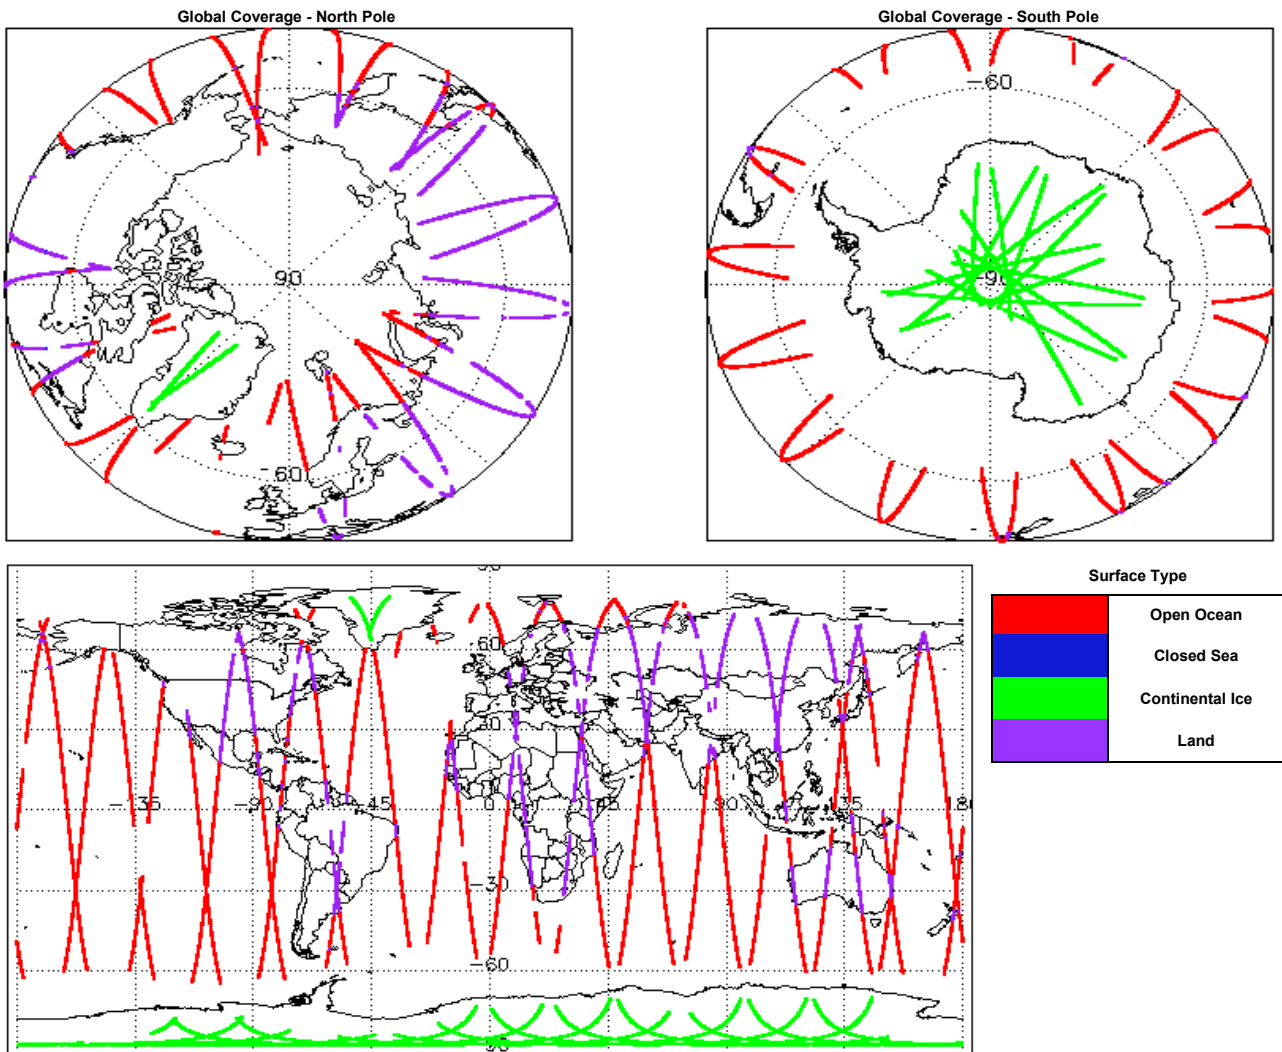 Global Coverage - North Pole
Global Coverage - South Pole
-60
90
-90
-60
60
30
-135 -90 -45 0 45 90 135 180
-30
-60
Surface Type
Open Ocean
Closed Sea
Continental Ice
Land